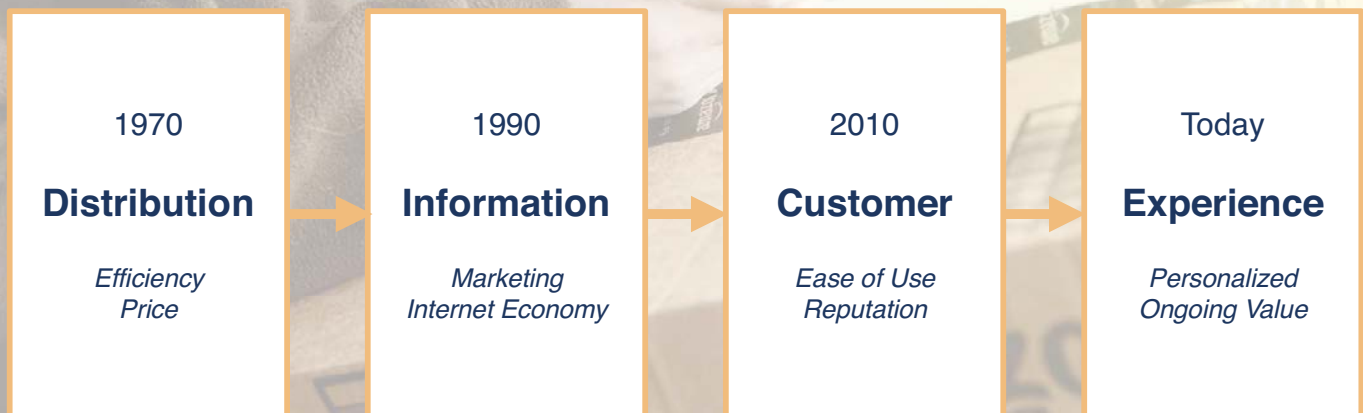 1970
Distribution
Efficiency
Price
1990
Information
Marketing
Internet Economy
2010
Customer
Ease of Use
Reputation
Today
Experience
Personalized
Ongoing Value